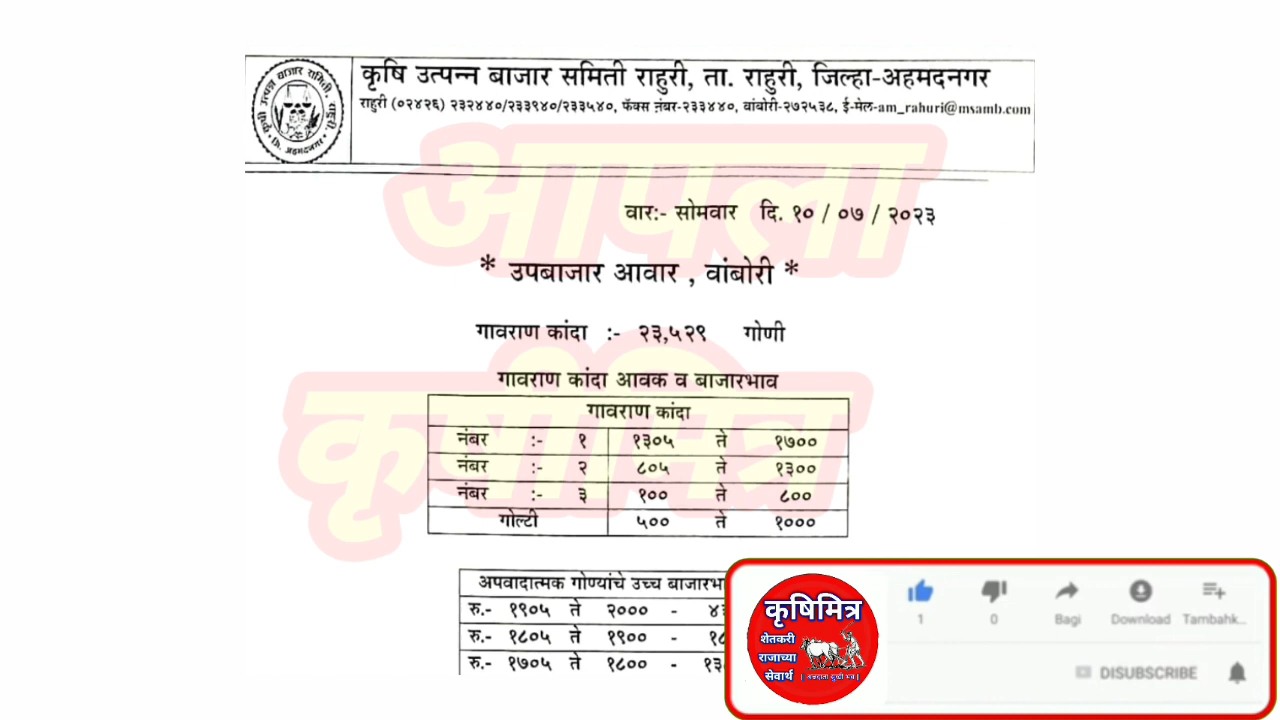 कृषि उत्पन्न बाजार समिती राहुरी, ता. राहुरी, जिल्हा-अहमदनगर
राहुरी (०२४२६) २३२४४०/२३३९४०/२३३५४०, फॅक्स नंबर-२३३४४०, वांबोरी-२७२५३८, ई-मेल-am_rahuri@msamb.com
आपला
वार:- सोमवार दि. १० / ०७ / २०२३
* उपबाजार आवार , वांबोरी *
गावराण कांदा :- २३,५२९ गोणी
कृषीमित्र
गावराण कांदा आवक व बाजारभाव
गावराण कांदा
नंबर :- १ १३०५ ते १७००
नंबर :- २ ८०५ ते १३००
नंबर :- ३ १०० ते ८००
गोल्टी ५०० ते १०००
अपवादात्मक गोण्यांचे उच्च बाजारभा
रु.- १९०५ ते २००० -
रु.- १८०५ ते १९०० - १८
रु.- १७०५ ते १८०० - १३
कृषिमित्र
शेतकरी
राजाच्या
सेवार्थ
1 0 Bagi Download Tambahk...
DISUBSCRIBE